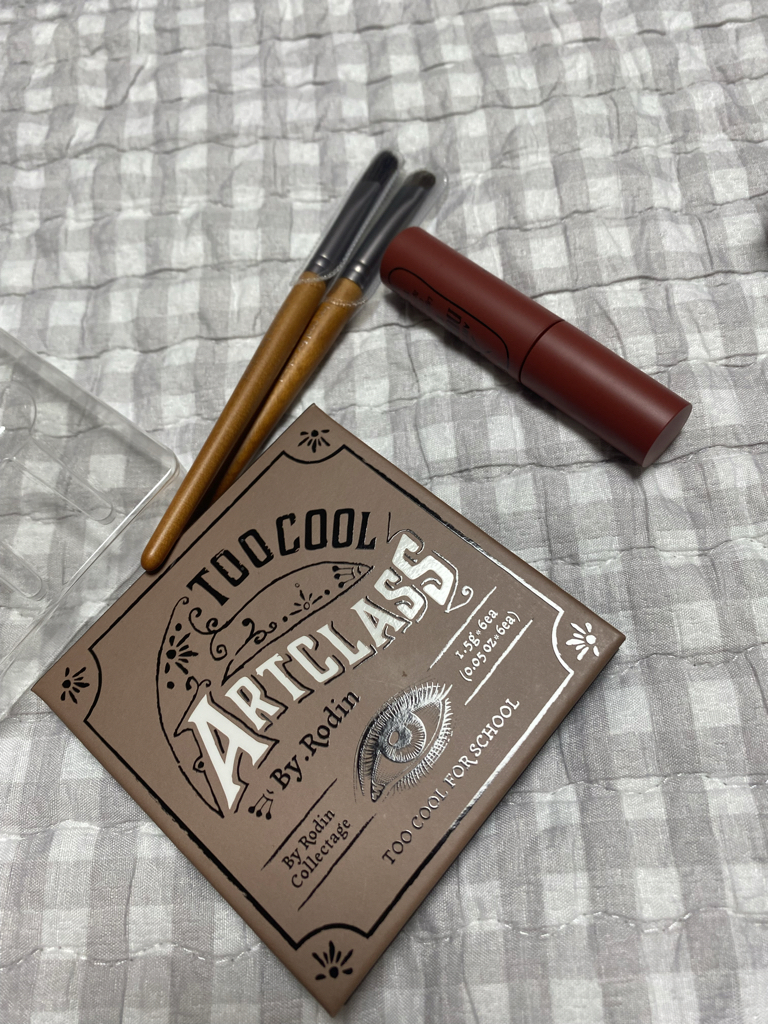 TOO COOL
ARTCLASS
By. Rodin
1.5g*6ea
(0.05 oz*6ea)
By Rodin
Collectage
TOO COOL FOR SCHOOL